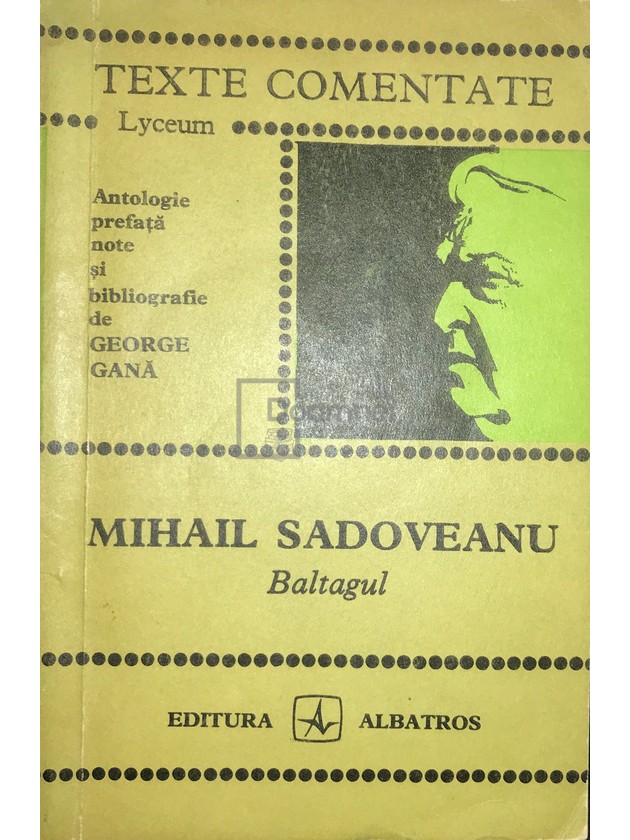 TEXTE COMENTATE
Lyceum
Antologie
prefață
note
și
bibliografie
de
GEORGE
GANĂ
MIHAIL SADOVEANU
Baltagul
EDITURA ALBATROS